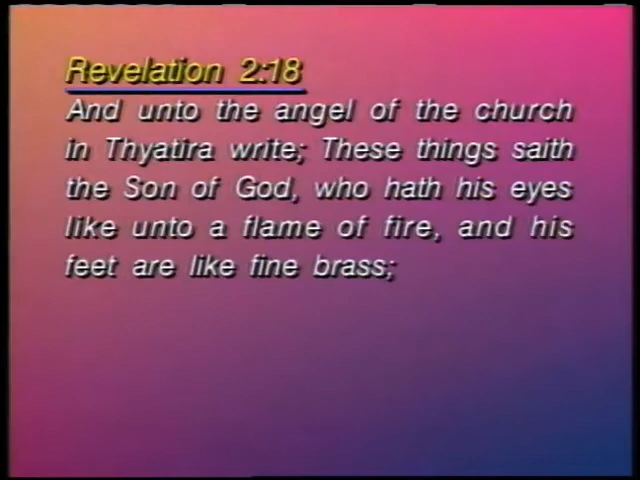 Revelation 2:18
And unto the angel of the church
in Thyatira write; These things saith
the Son of God, who hath his eyes
like unto a flame of fire, and his
feet are like fine brass;